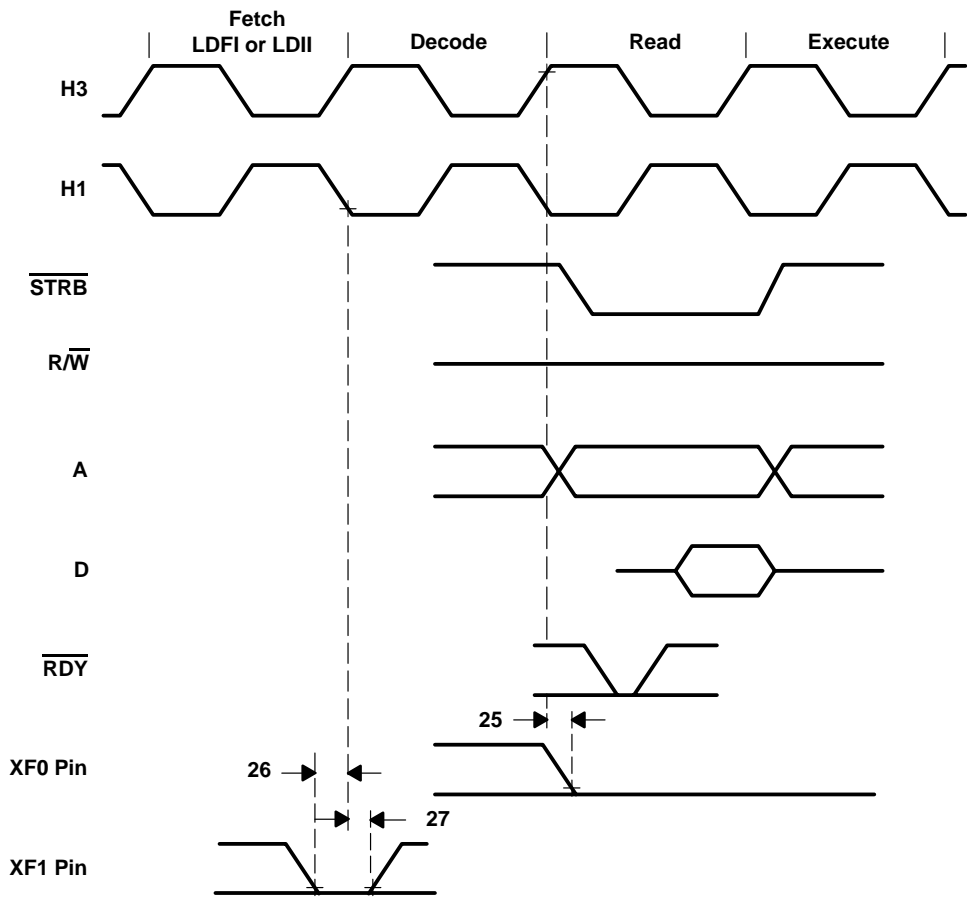 Fetch
LDFI or LDII
Decode
Read
Execute
H3
H1
STRB
R/W
A
D
RDY
25
XF0 Pin
26
27
XF1 Pin